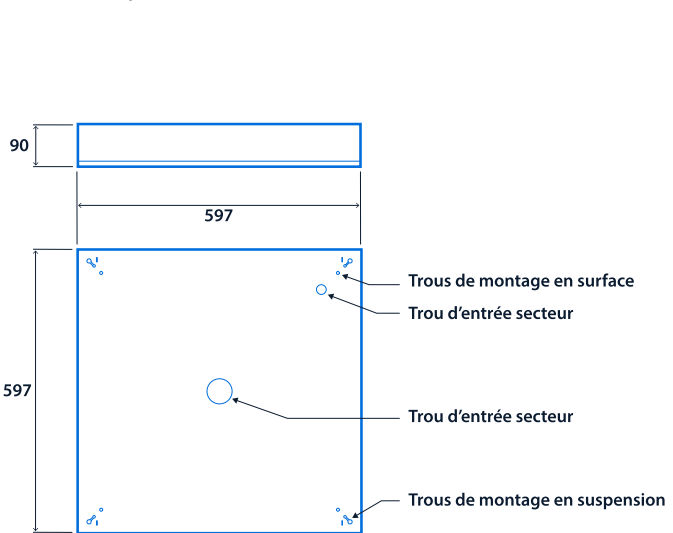 90
597
Trous de montage en surface
Trou d’entrée secteur
597
Trou d’entrée secteur
Trous de montage en suspension